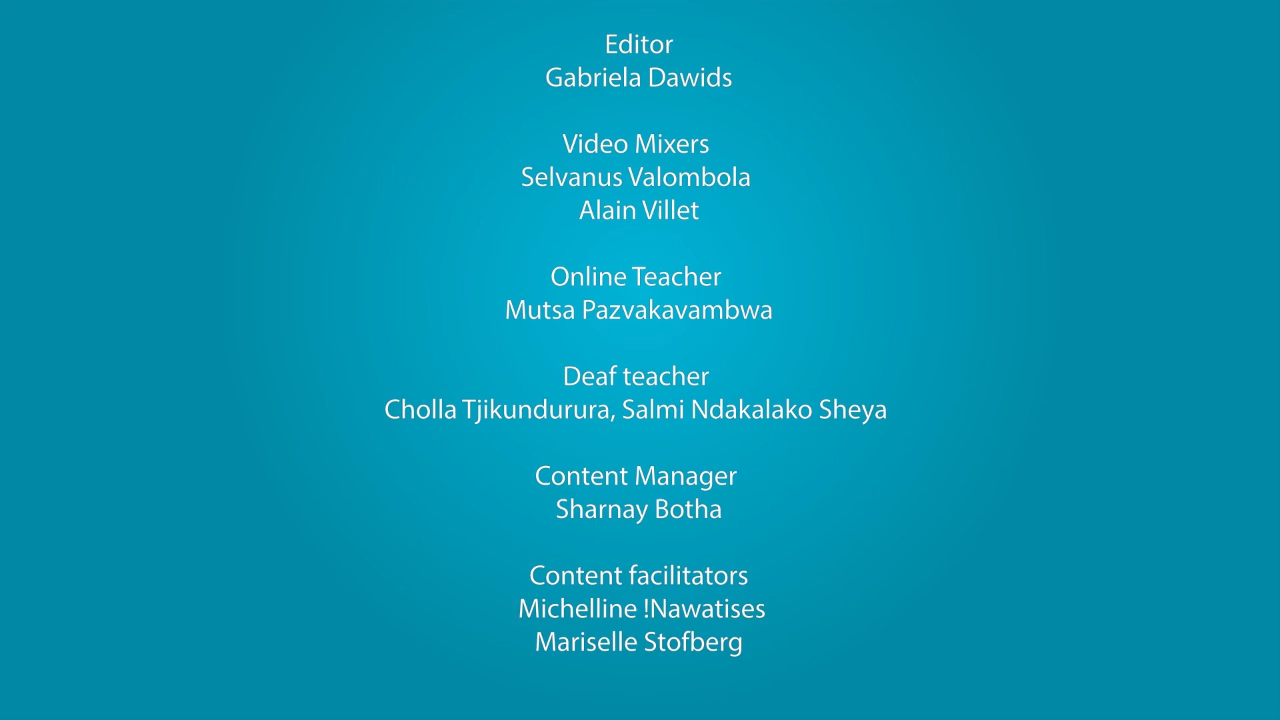 Editor
Gabriela Dawids
Video Mixers
Selvanus Valombola
Alain Villet
Online Teacher
Mutsa Pazvakavambwa
Deaf teacher
Cholla Tjikundurura, Salmi Ndakalako Sheya
Content Manager
Sharnay Botha
Content facilitators
Michelline !Nawatises
Mariselle Stofberg